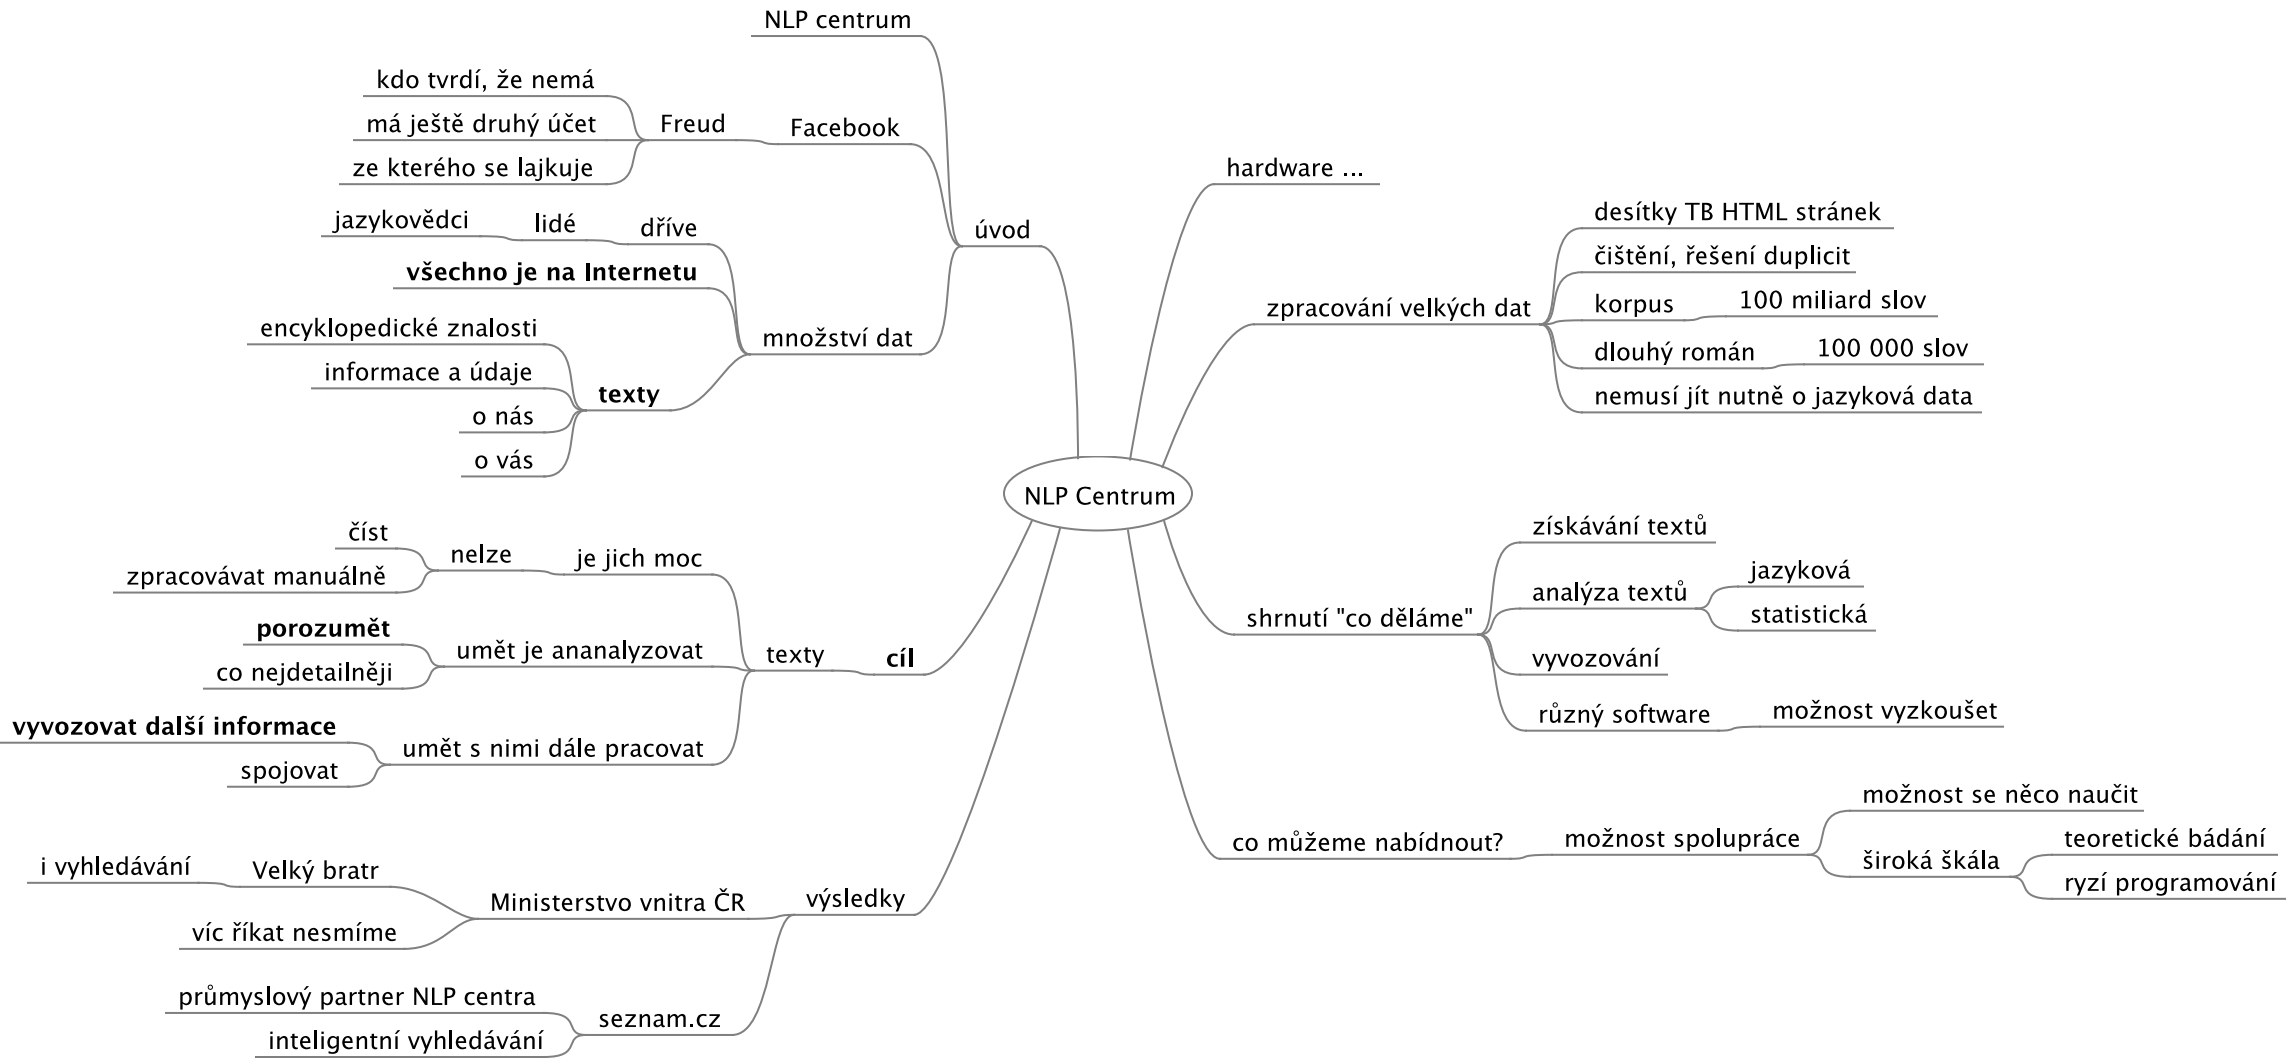 NLP Centrum
úvod
NLP centrum
Facebook
Freud
kdo tvrdí, že nemá
má ještě druhý účet
ze kterého se lajkuje
množství dat
dříve
lidé
jazykovědci
všechno je na Internetu
texty
encyklopedické znalosti
informace a údaje
o nás
o vás
cíl
texty
je jich moc
nelze
číst
zpracovávat manuálně
umět je ananalyzovat
porozumět
co nejdetailněji
umět s nimi dále pracovat
vyvozovat další informace
spojovat
výsledky
Ministerstvo vnitra ČR
Velký bratr
i vyhledávání
víc říkat nesmíme
seznam.cz
průmyslový partner NLP centra
inteligentní vyhledávání
hardware ...
zpracování velkých dat
desítky TB HTML stránek
čištění, řešení duplicit
korpus
100 miliard slov
dlouhý román
100 000 slov
nemusí jít nutně o jazyková data
shrnutí "co děláme"
získávání textů
analýza textů
jazyková
statistická
vyvozování
různý software
možnost vyzkoušet
co můžeme nabídnout?
možnost spolupráce
možnost se něco naučit
široká škála
teoretické bádání
ryzí programování